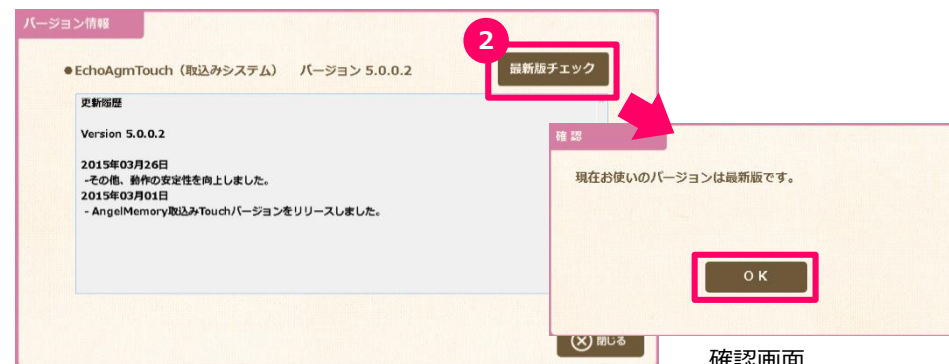 バージョン情報
2
●EchoAgmTouch（取込みシステム） バージョン 5.0.0.2
最新版チェック
更新履歴
Version 5.0.0.2
2015年03月26日
-その他、動作の安定性を向上しました。
2015年03月01日
- AngelMemory取込みTouchバージョンをリリースしました。
閉じる
確認
現在お使いのバージョンは最新版です。
OK
確認画面